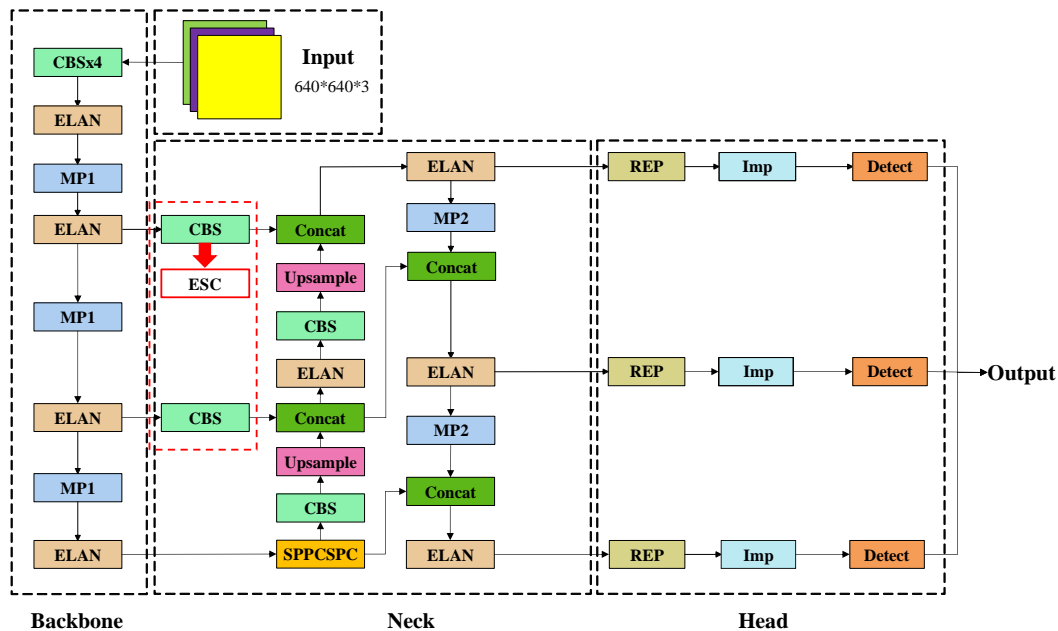 Input
640*640*3
CBSx4
ELAN
MP1
ELAN
MP1
ELAN
MP1
ELAN
CBS
ESC
CBS
Concat
Upsample
CBS
ELAN
Concat
Upsample
CBS
SPPCSPC
ELAN
MP2
Concat
ELAN
MP2
Concat
ELAN
REP
Imp
Detect
REP
Imp
Detect
REP
Imp
Detect
Output
Backbone
Neck
Head